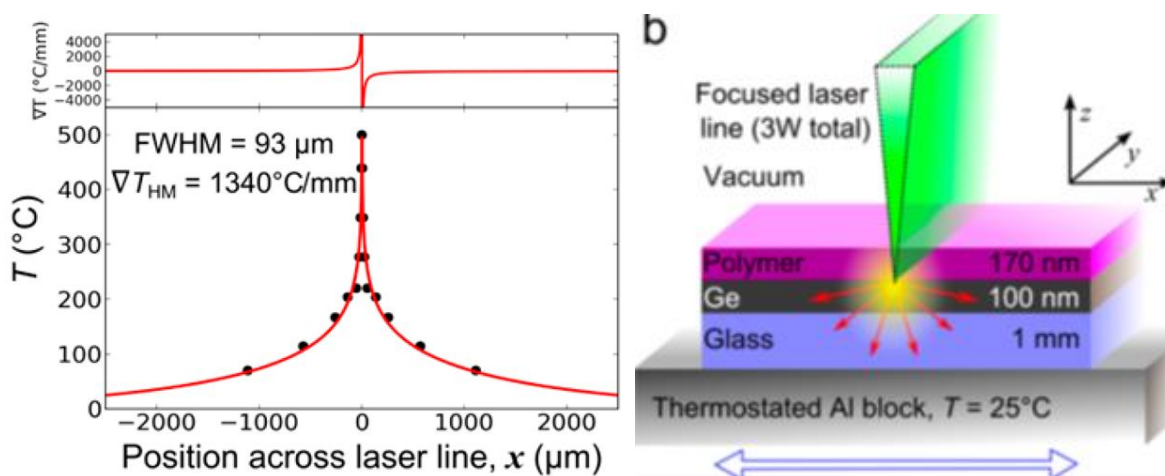 4000
2000
0
−2000
−4000
∇T (°C/mm)
500
400
300
200
100
0
T (°C)
FWHM = 93 μm
∇T_HM = 1340°C/mm
−2000 −1000 0 1000 2000
Position across laser line, x (μm)
b
Focused laser
line (3W total)
Vacuum
z
y
x
Polymer 170 nm
Ge 100 nm
Glass 1 mm
Thermostated Al block, T = 25°C